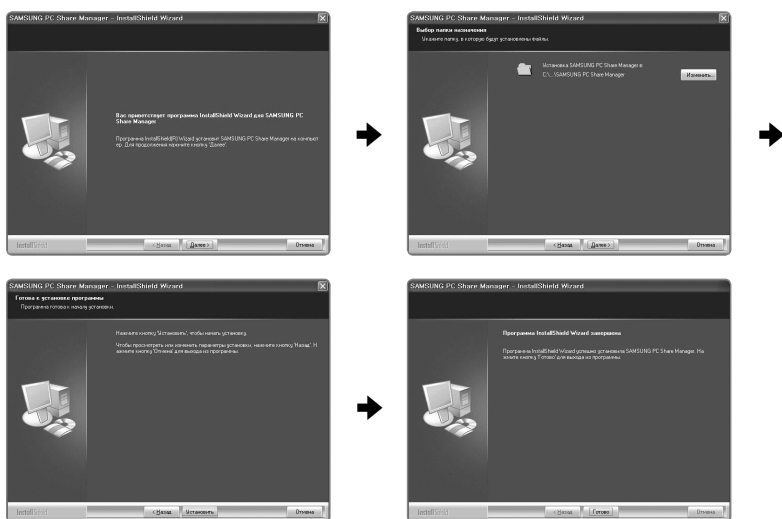 SAMSUNG PC Share Manager - InstallShield Wizard
Вас приветствует программа InstallShield Wizard для SAMSUNG PC
Share Manager
Программа InstallShield(R) Wizard установит SAMSUNG PC Share Manager на компьют
ер. Для продолжения нажмите кнопку 'Далее'.
InstallShield
< Назад
Далее >
Отмена
SAMSUNG PC Share Manager - InstallShield Wizard
Выбор папки назначения
Укажите папку, в которую будут установлены файлы.
Установка SAMSUNG PC Share Manager в:
C:\...\SAMSUNG PC Share Manager
Изменить...
InstallShield
< Назад
Далее >
Отмена
SAMSUNG PC Share Manager - InstallShield Wizard
Готова к установке программы
Программа готова к началу установки.
Нажмите кнопку 'Установить', чтобы начать установку.
Чтобы просмотреть или изменить параметры установки, нажмите кнопку 'Назад'. Н
ажмите кнопку 'Отмена' для выхода из программы.
InstallShield
< Назад
Установить
Отмена
SAMSUNG PC Share Manager - InstallShield Wizard
Программа InstallShield Wizard завершена
Программа InstallShield Wizard успешно установила SAMSUNG PC Share Manager. На
жмите кнопку 'Готово' для выхода из программы.
InstallShield
< Назад
Готово
Отмена